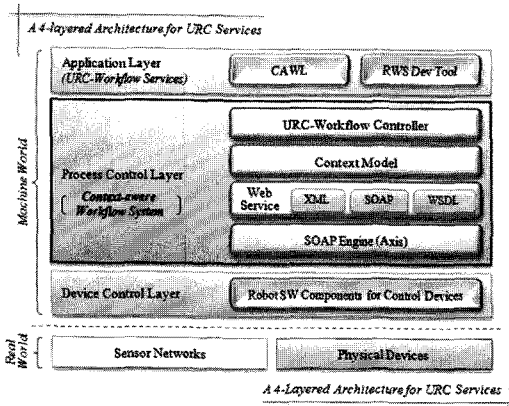 A 4-layered Architecture for URC Services
Application Layer
(URC-Workflow Services)
CAWL
RWS Dev Tool
Machine World
Process Control Layer
Context-aware
Workflow System
URC-Workflow Controller
Context Model
Web
Service
XML
SOAP
WSDL
SOAP Engine (Axis)
Device Control Layer
Robot SW Components for Control Devices
Real
World
Sensor Networks
Physical Devices
A 4-Layered Architecture for URC Services